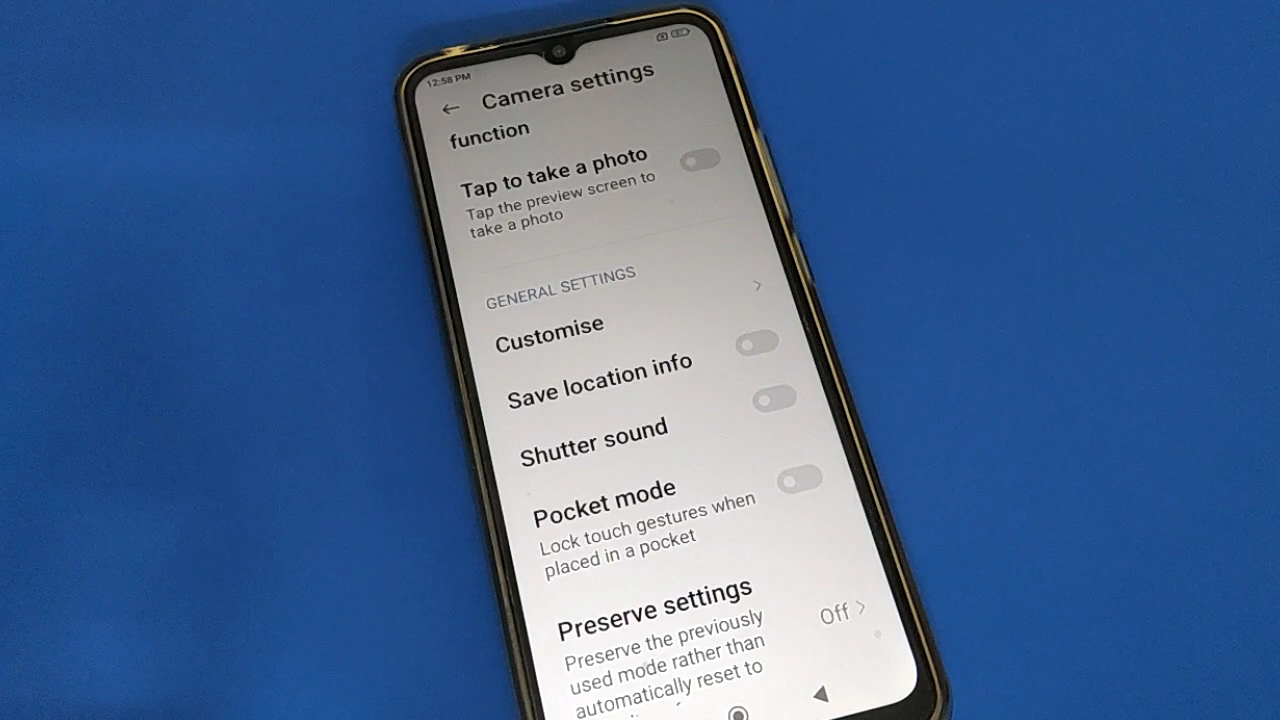 12:58 PM
Camera settings
function
Tap to take a photo
Tap the preview screen to
take a photo
GENERAL SETTINGS
Customise
Save location info
Shutter sound
Pocket mode
Lock touch gestures when
placed in a pocket
Preserve settings
Off
Preserve the previously
used mode rather than
automatically reset to